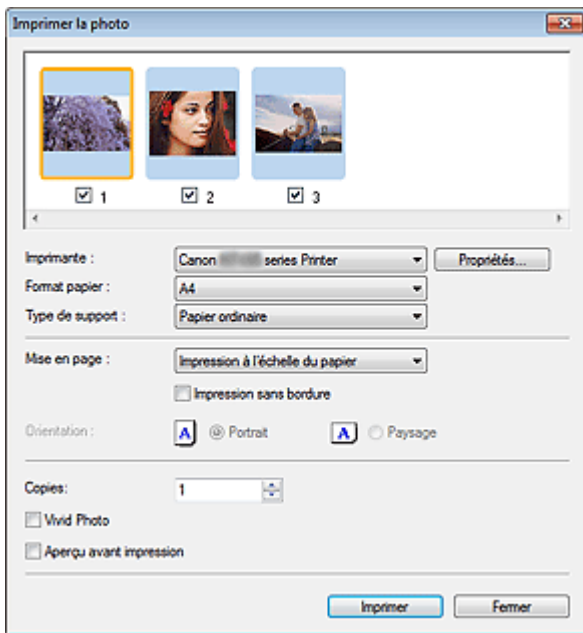 Imprimer la photo
1 2 3
Imprimante : Canon series Printer Propriétés...
Format papier : A4
Type de support : Papier ordinaire
Mise en page : Impression à l'échelle du papier
Impression sans bordure
Orientation : A Portrait A Paysage
Copies: 1
Vivid Photo
Aperçu avant impression
Imprimer Fermer